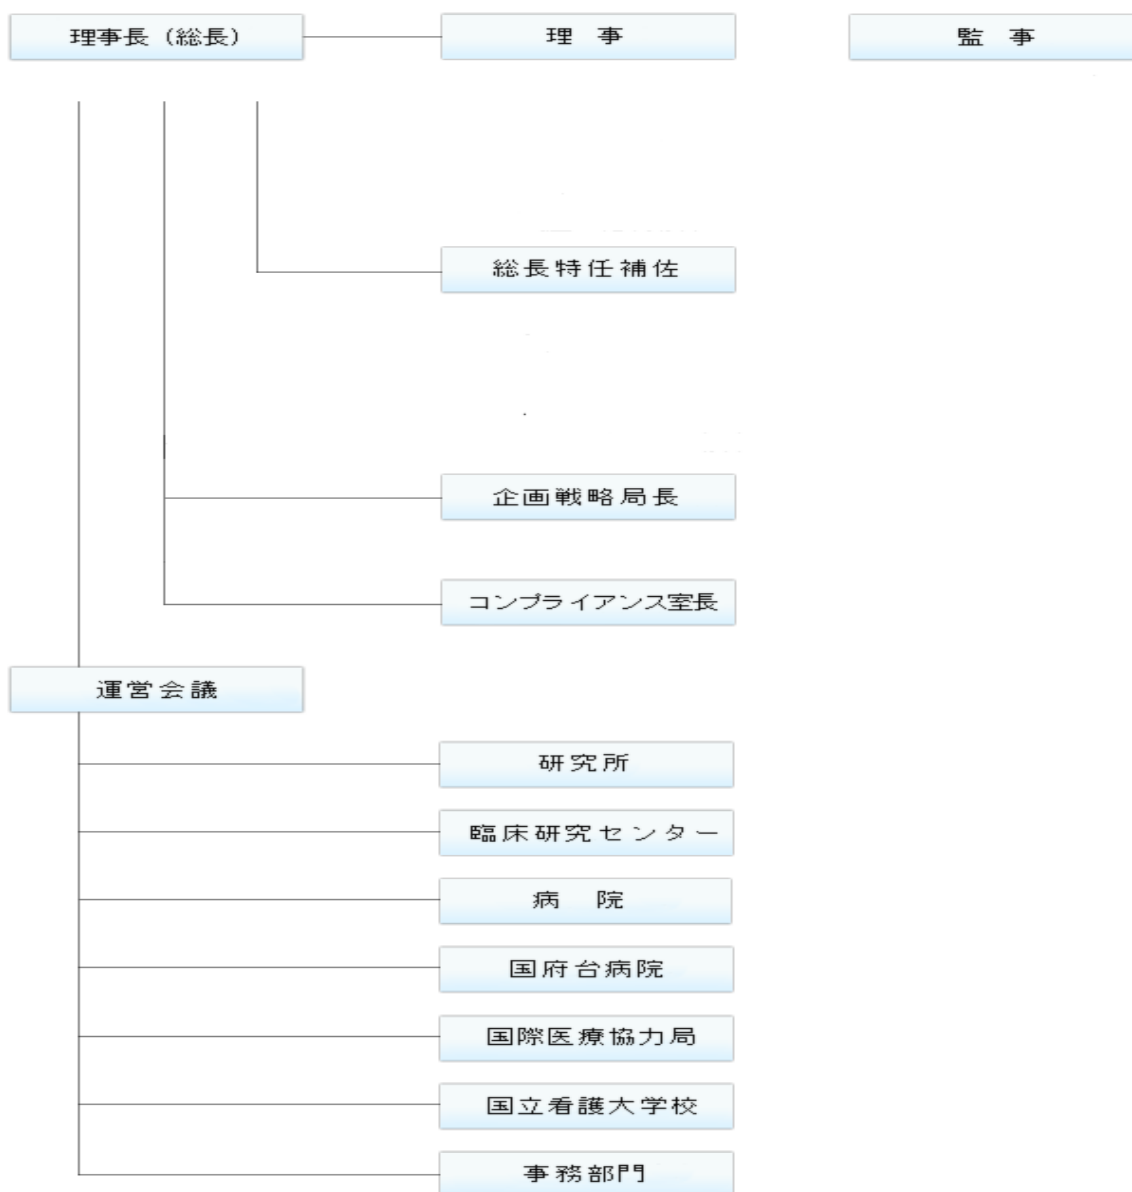 理事長（総長）
理　事
監　事
総長特任補佐
企画戦略局長
コンプライアンス室長
運営会議
研究所
臨床研究センター
病　院
国府台病院
国際医療協力局
国立看護大学校
事務部門